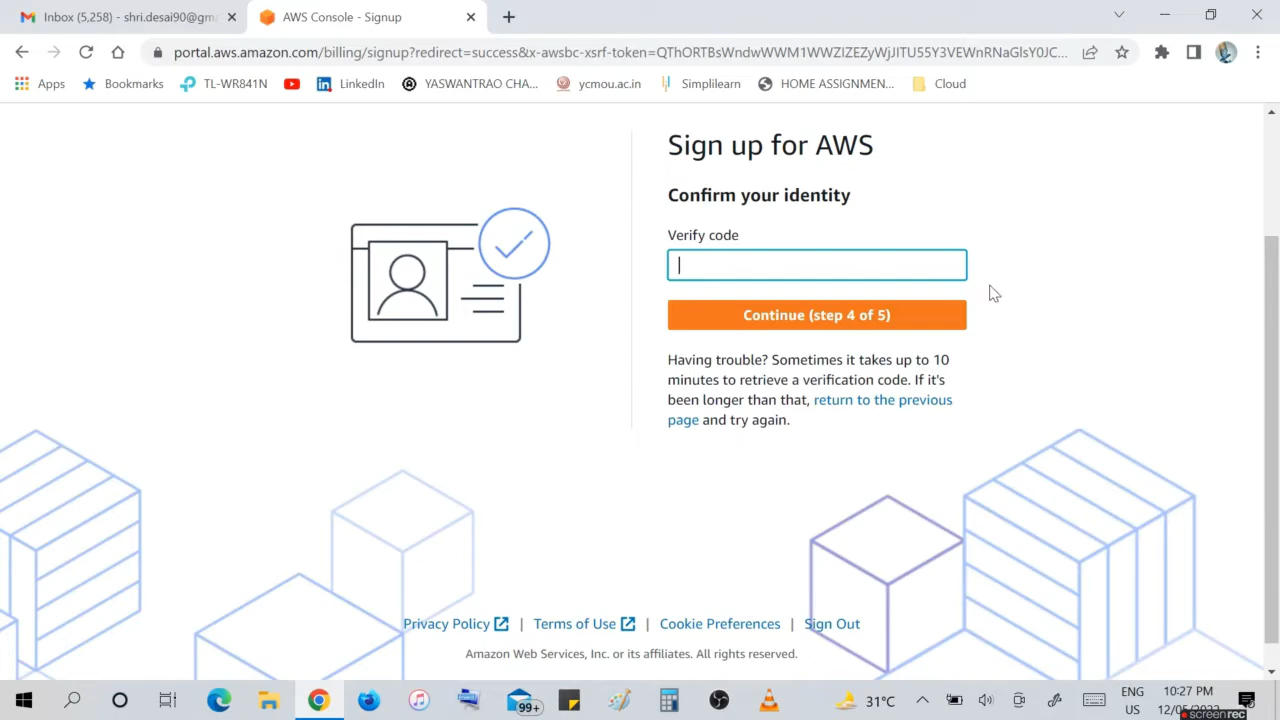 Inbox (5,258) - shri.desai90@gm
AWS Console - Signup
portal.aws.amazon.com/billing/signup?redirect=success&x-awsbc-xsrf-token=QThORTBsWndwWWM1WWZIZEZyWjJITU55Y3VEWnRNaGlsY0JC...
Apps
Bookmarks
TL-WR841N
LinkedIn
YASWANTRAO CHA...
ycmou.ac.in
Simplilearn
HOME ASSIGNMEN...
Cloud
Sign up for AWS
Confirm your identity
Verify code
Continue (step 4 of 5)
Having trouble? Sometimes it takes up to 10
minutes to retrieve a verification code. If it's
been longer than that, return to the previous
page and try again.
Privacy Policy | Terms of Use | Cookie Preferences | Sign Out
Amazon Web Services, Inc. or its affiliates. All rights reserved.
99+
31°C
ENG
US
10:27 PM
screenrec